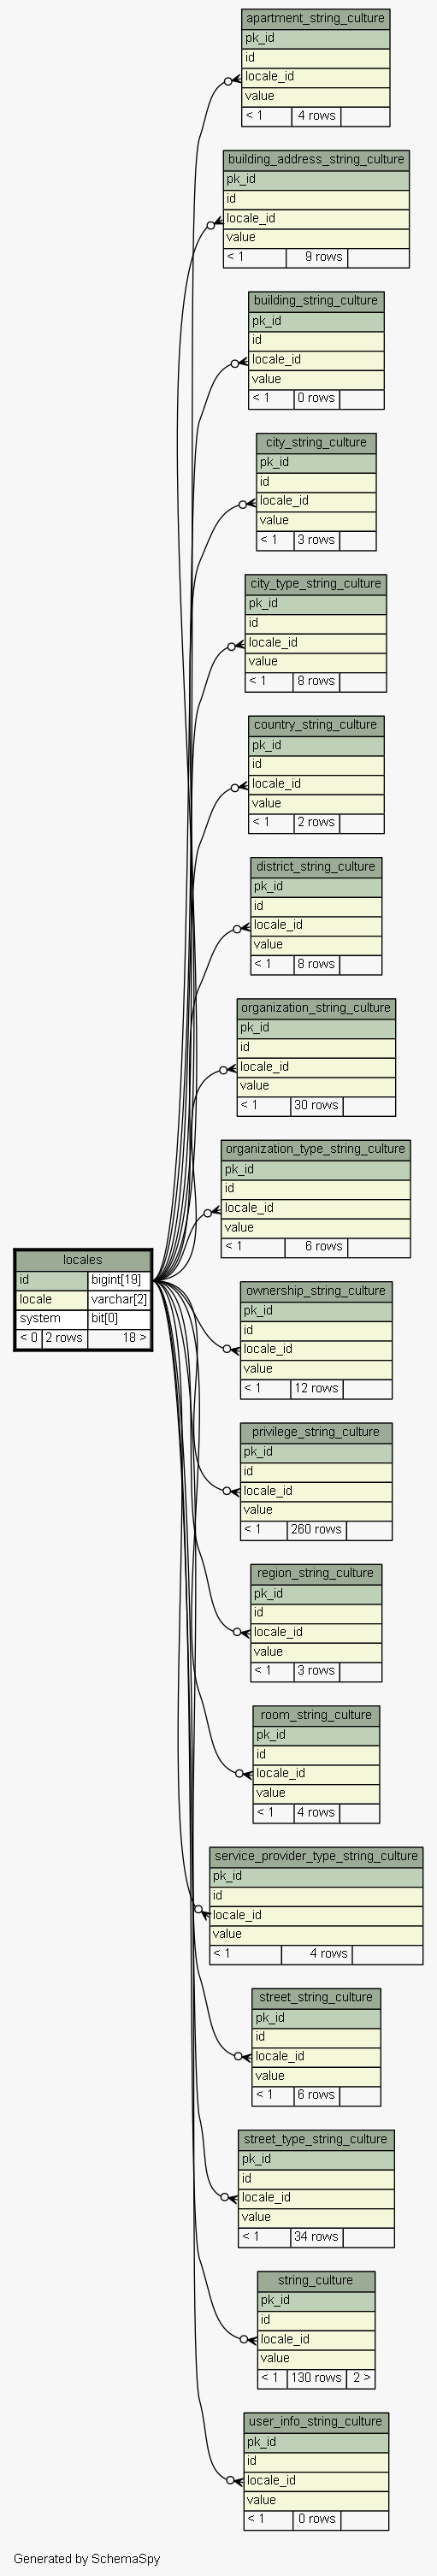 apartment_string_culture
pk_id
id
locale_id
value
< 1 4 rows
building_address_string_culture
pk_id
id
locale_id
value
< 1 9 rows
building_string_culture
pk_id
id
locale_id
value
< 1 0 rows
city_string_culture
pk_id
id
locale_id
value
< 1 3 rows
city_type_string_culture
pk_id
id
locale_id
value
< 1 8 rows
country_string_culture
pk_id
id
locale_id
value
< 1 2 rows
district_string_culture
pk_id
id
locale_id
value
< 1 8 rows
organization_string_culture
pk_id
id
locale_id
value
< 1 30 rows
organization_type_string_culture
pk_id
id
locale_id
value
< 1 6 rows
locales
id bigint[19]
locale varchar[2]
system bit[0]
< 0 2 rows 18 >
ownership_string_culture
pk_id
id
locale_id
value
< 1 12 rows
privilege_string_culture
pk_id
id
locale_id
value
< 1 260 rows
region_string_culture
pk_id
id
locale_id
value
< 1 3 rows
room_string_culture
pk_id
id
locale_id
value
< 1 4 rows
service_provider_type_string_culture
pk_id
id
locale_id
value
< 1 4 rows
street_string_culture
pk_id
id
locale_id
value
< 1 6 rows
street_type_string_culture
pk_id
id
locale_id
value
< 1 34 rows
string_culture
pk_id
id
locale_id
value
< 1 130 rows 2 >
user_info_string_culture
pk_id
id
locale_id
value
< 1 0 rows
Generated by SchemaSpy